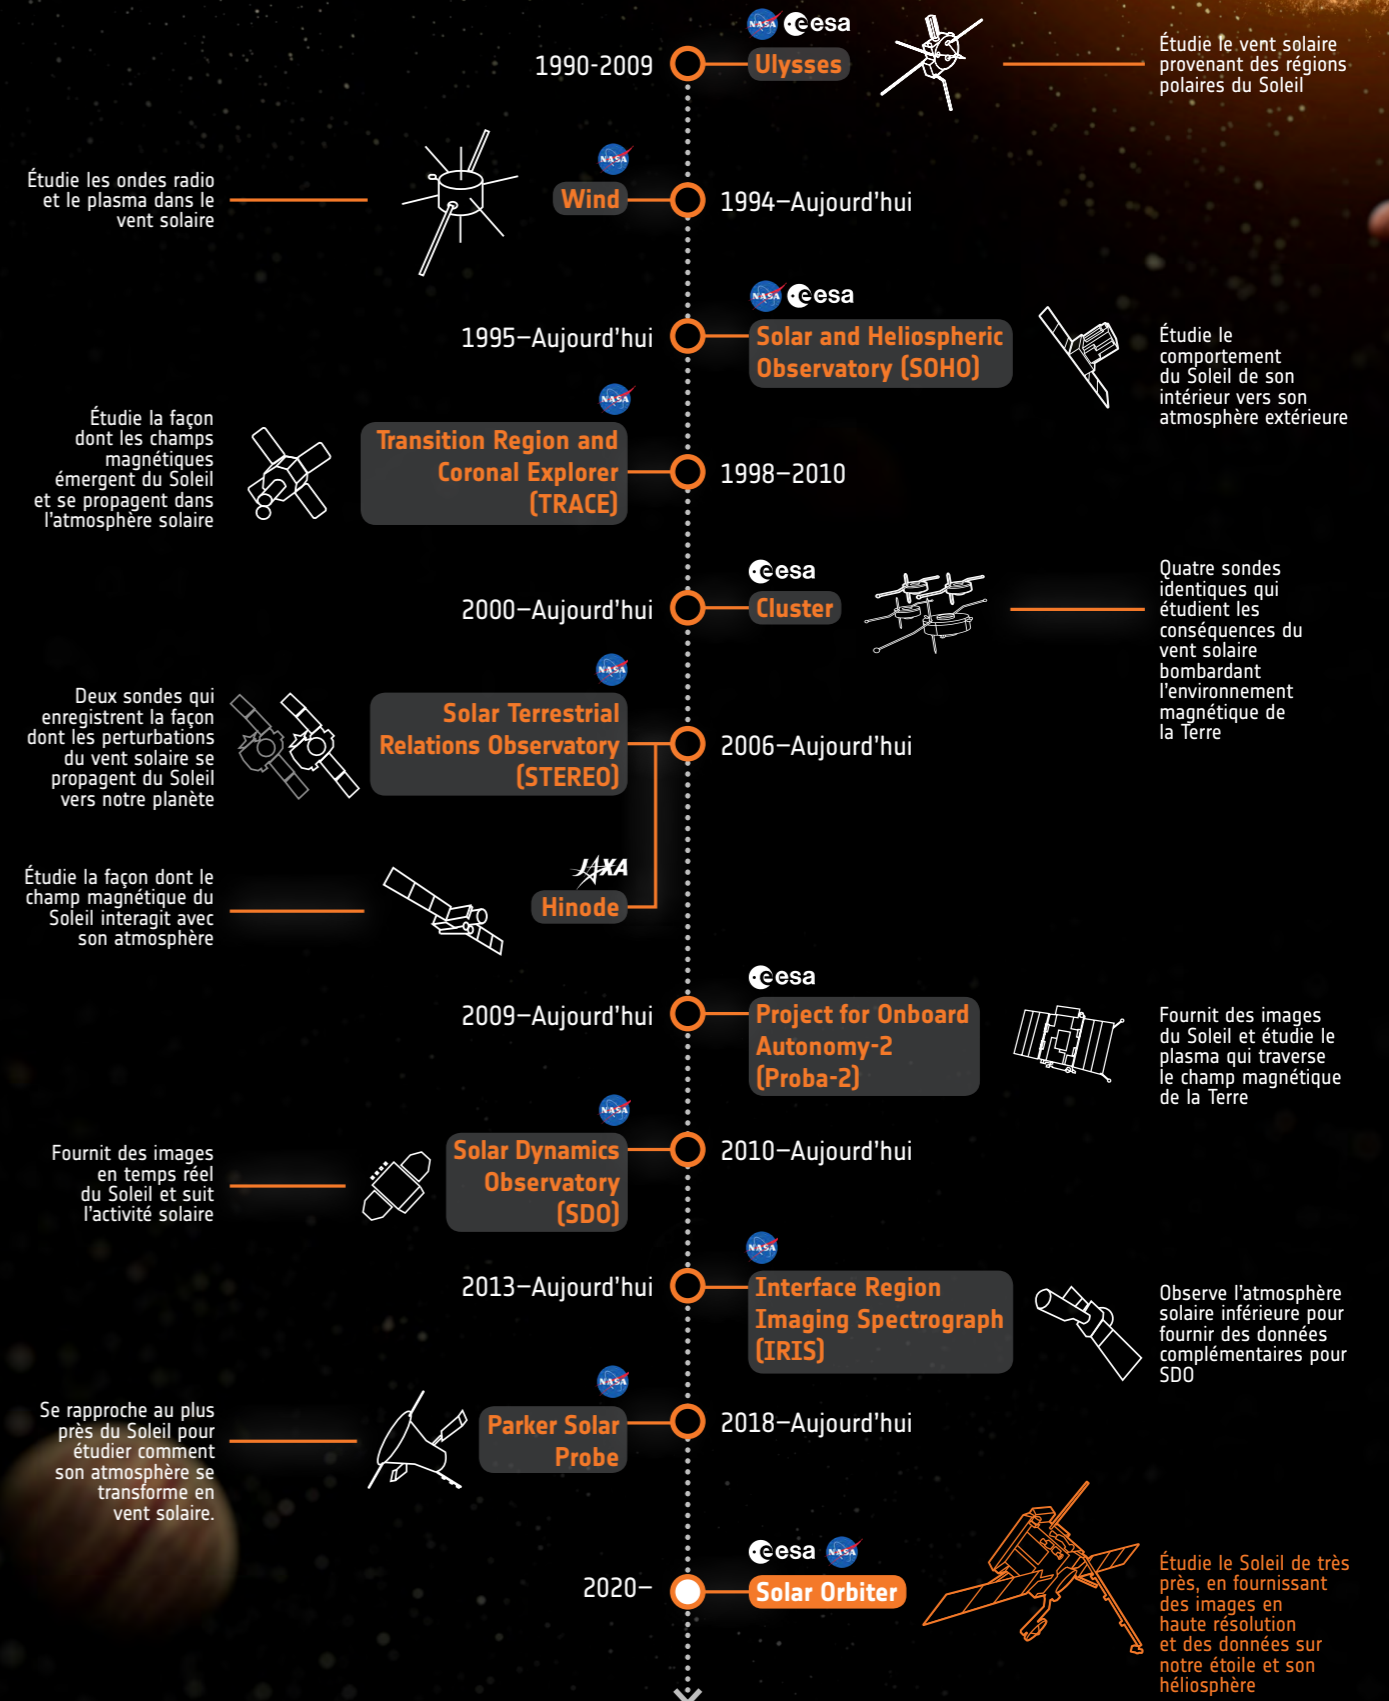 NASA esa
1990-2009
Ulysses
Étudie le vent solaire
provenant des régions
polaires du Soleil
NASA
Étudie les ondes radio
et le plasma dans le
vent solaire
Wind
1994–Aujourd'hui
NASA esa
1995–Aujourd'hui
Solar and Heliospheric
Observatory (SOHO)
Étudie le
comportement
du Soleil de son
intérieur vers son
atmosphère extérieure
NASA
Étudie la façon
dont les champs
magnétiques
émergent du Soleil
et se propagent dans
l'atmosphère solaire
Transition Region and
Coronal Explorer
(TRACE)
1998–2010
esa
2000–Aujourd'hui
Cluster
Quatre sondes
identiques qui
étudient les
conséquences du
vent solaire
bombardant
l'environnement
magnétique de
la Terre
NASA
Deux sondes qui
enregistrent la façon
dont les perturbations
du vent solaire se
propagent du Soleil
vers notre planète
Solar Terrestrial
Relations Observatory
(STEREO)
2006–Aujourd'hui
JAXA
Étudie la façon dont le
champ magnétique du
Soleil interagit avec
son atmosphère
Hinode
esa
2009–Aujourd'hui
Project for Onboard
Autonomy-2
(Proba-2)
Fournit des images
du Soleil et étudie le
plasma qui traverse
le champ magnétique
de la Terre
NASA
Fournit des images
en temps réel
du Soleil et suit
l'activité solaire
Solar Dynamics
Observatory
(SDO)
2010–Aujourd'hui
NASA
2013–Aujourd'hui
Interface Region
Imaging Spectrograph
(IRIS)
Observe l'atmosphère
solaire inférieure pour
fournir des données
complémentaires pour
SDO
NASA
Se rapproche au plus
près du Soleil pour
étudier comment
son atmosphère se
transforme en
vent solaire.
Parker Solar
Probe
2018–Aujourd'hui
esa NASA
2020–
Solar Orbiter
Étudie le Soleil de très
près, en fournissant
des images en
haute résolution
et des données sur
notre étoile et son
héliosphère